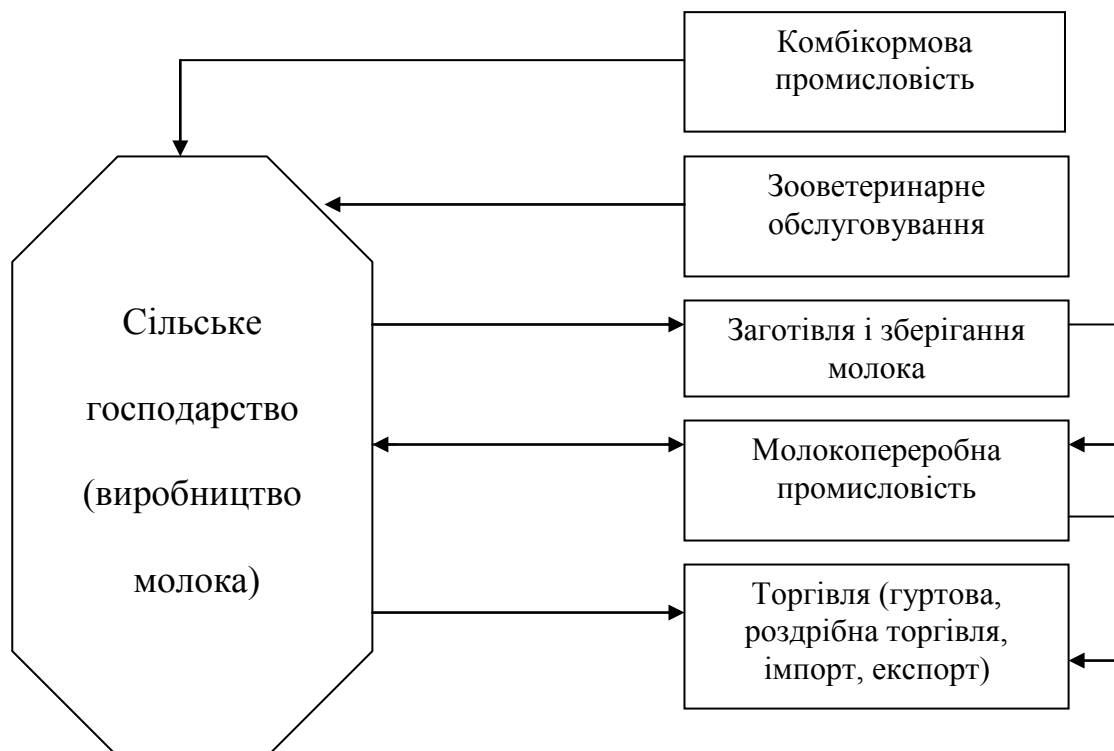 Комбікормова
промисловість
Зооветеринарне
обслуговування
Сільське
господарство
(виробництво
молока)
Заготівля і зберігання
молока
Молокопереробна
промисловість
Торгівля (гуртова,
роздрібна торгівля,
імпорт, експорт)